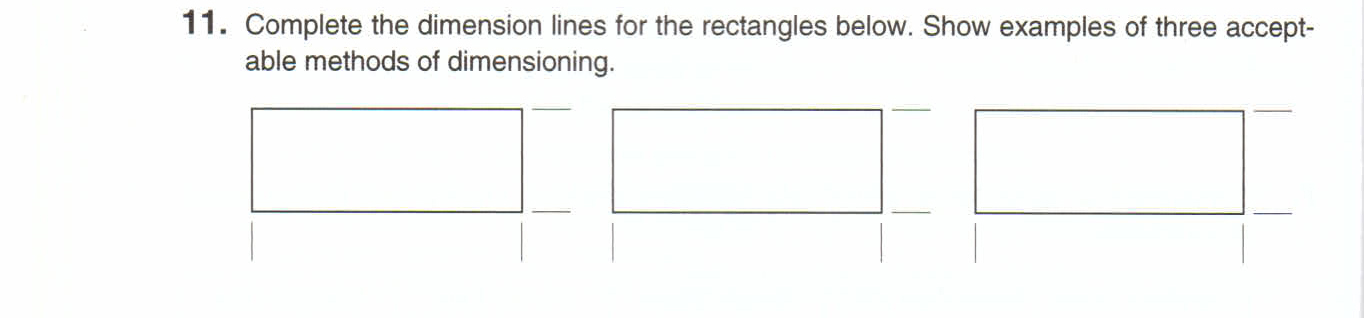 11. Complete the dimension lines for the rectangles below. Show examples of three accept-
able methods of dimensioning.